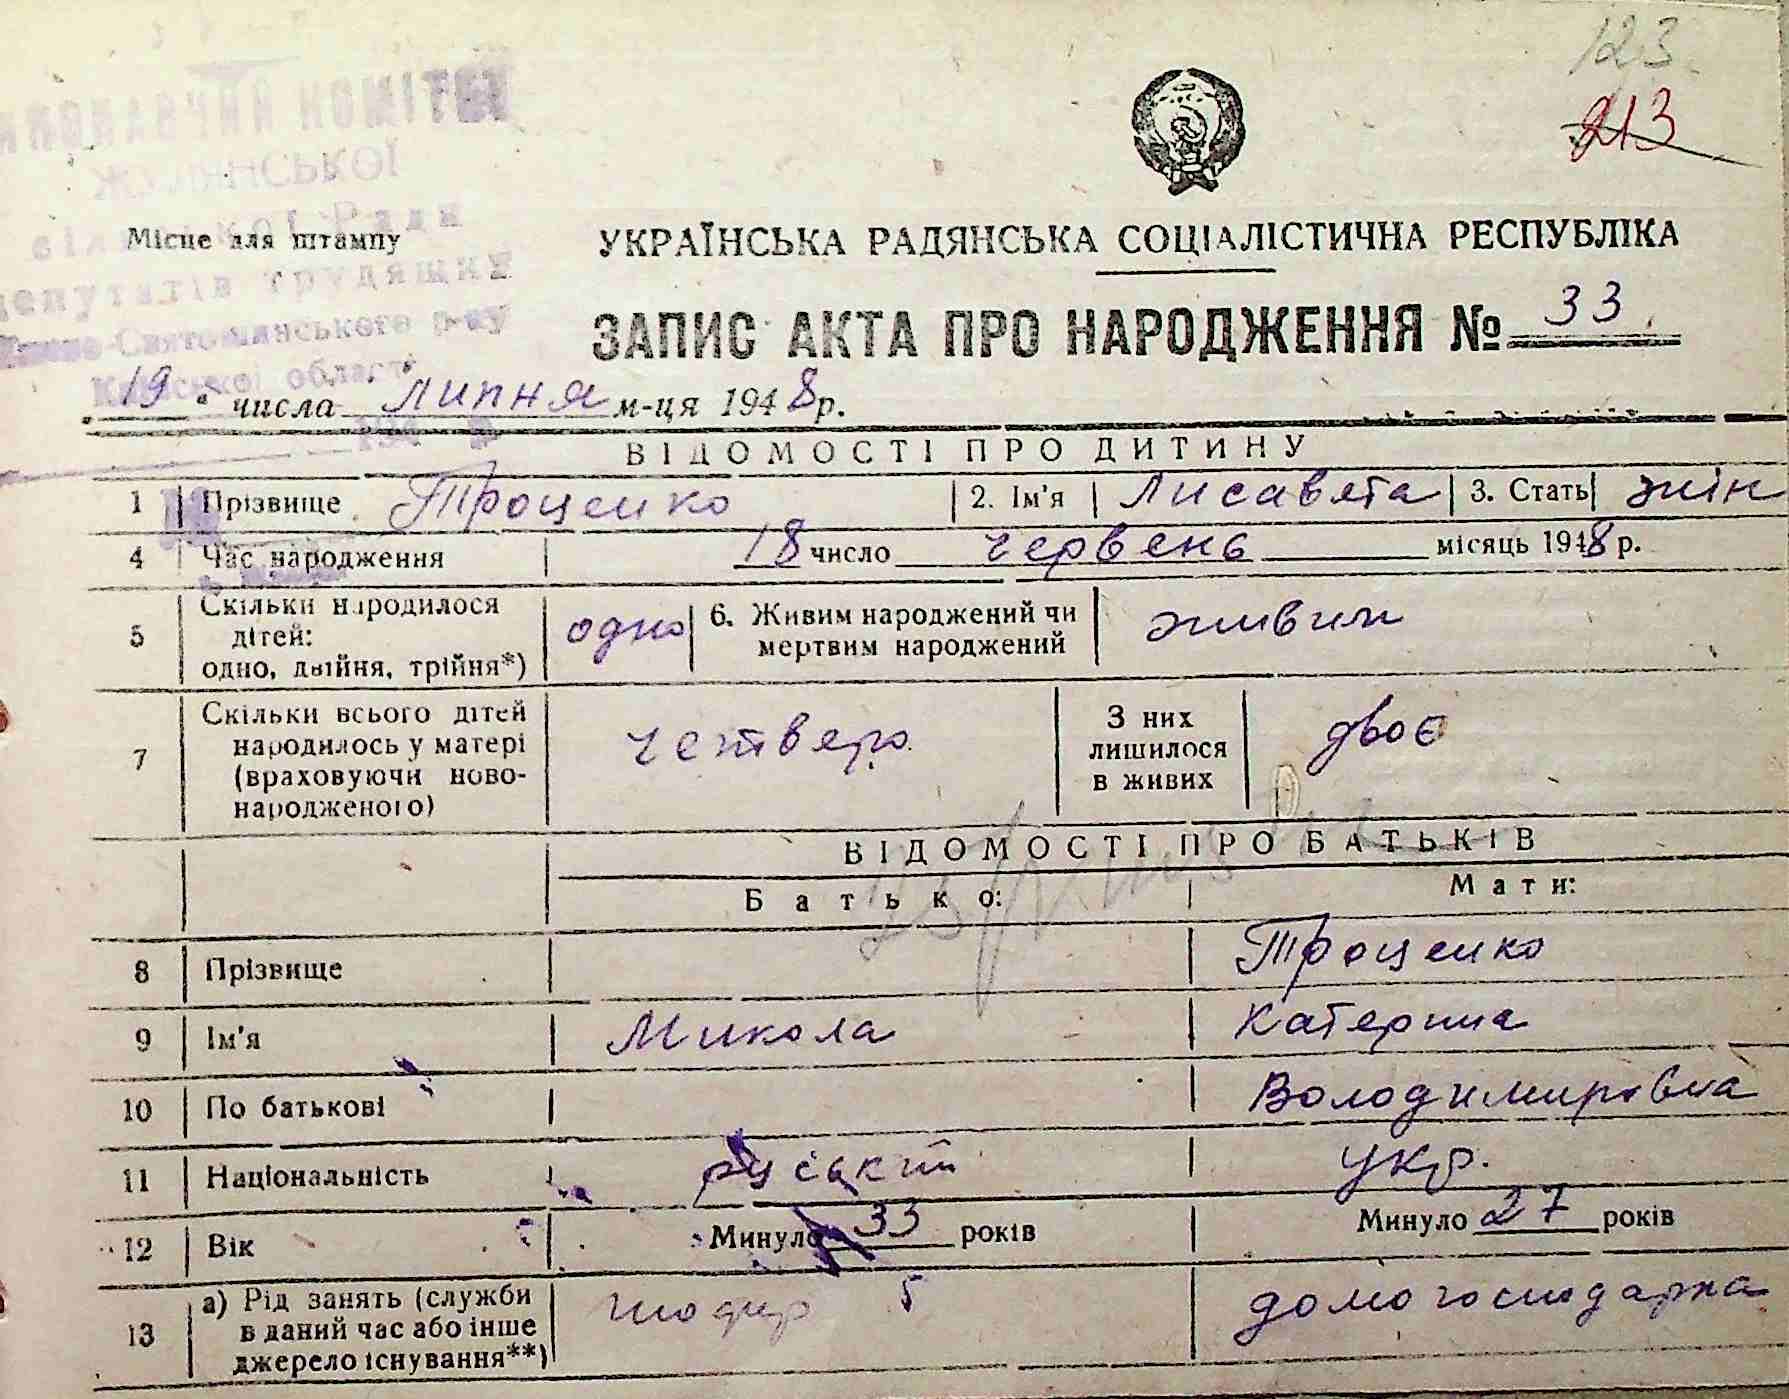 123
213
ВИКОНАВЧИЙ КОМІТЕТ
ЖУЛЯНСЬКОЇ
сільської Ради
депутатів трудящих
Києво-Святошинського р-ну
Київської області
Місце для штампу
УКРАЇНСЬКА РАДЯНСЬКА СОЦІАЛІСТИЧНА РЕСПУБЛІКА
ЗАПИС АКТА ПРО НАРОДЖЕННЯ № 33
„19“ числа липня м-ця 1948 р.
ВІДОМОСТІ ПРО ДИТИНУ
1 Прізвище Троценко 2. Ім'я Лисавета 3. Стать жін
4 Час народження 18 число червень місяць 1948 р.
5 Скільки народилося дітей: одно, двійня, трійня*) одно 6. Живим народжений чи мертвим народжений живим
7 Скільки всього дітей народилось у матері (враховуючи новонародженого) четверо З них лишилося в живих двоє
ВІДОМОСТІ ПРО БАТЬКІВ
Батько: Мати:
8 Прізвище Троценко
9 Ім'я Микола Катерина
10 По батькові Володимировна
11 Національність руський укр.
12 Вік Минуло 33 років Минуло 27 років
13 а) Рід занять (служби в даний час або інше джерело існування**) домогосподарка